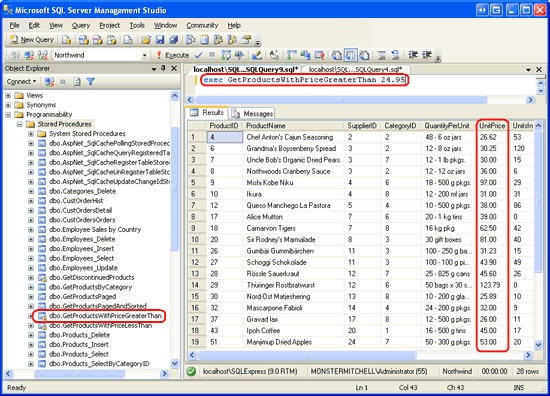 Microsoft SQL Server Management Studio
File Edit View Query Project Tools Window Community Help
New Query
Northwind Execute
Object Explorer
Connect
Views
Synonyms
Programmability
Stored Procedures
System Stored Procedures
dbo.AspNet_SqlCachePollingStoredProced
dbo.AspNet_SqlCacheQueryRegisteredTa
dbo.AspNet_SqlCacheRegisterTableStored
dbo.AspNet_SqlCacheUnRegisterTableSto
dbo.AspNet_SqlCacheUpdateChangeIdSt
dbo.Categories_Delete
dbo.CustOrderHist
dbo.CustOrdersDetail
dbo.CustOrdersOrders
dbo.Employee Sales by Country
dbo.Employees_Delete
dbo.Employees_Insert
dbo.Employees_Select
dbo.Employees_Update
dbo.GetDiscontinuedProducts
dbo.GetProductsByCategory
dbo.GetProductsPaged
dbo.GetProductsPagedAndSorted
dbo.GetProductsWithPriceGreaterThan
dbo.GetProductsWithPriceLessThan
dbo.Products_Delete
dbo.Products_Insert
dbo.Products_Select
dbo.Products_SelectByCategoryID
localhost\SQL...SQLQuery9.sql* localhost\SQL...SQLQuery4.sql*
exec GetProductsWithPriceGreaterThan 24.95
Results Messages
ProductID ProductName SupplierID CategoryID QuantityPerUnit UnitPrice UnitsIn
1 4 Chef Anton's Cajun Seasoning 2 2 48 - 6 oz jars 26.62 53
2 6 Grandma's Boysenberry Spread 3 2 12 - 8 oz jars 30.25 120
3 7 Uncle Bob's Organic Dried Pears 3 7 12 - 1 lb pkgs. 30.00 15
4 8 Northwoods Cranberry Sauce 3 2 12 - 12 oz jars 36.00 6
5 9 Mishi Kobe Niku 4 6 18 - 500 g pkgs. 97.00 29
6 10 Ikura 4 8 12 - 200 ml jars 31.00 31
7 12 Queso Manchego La Pastora 5 4 10 - 500 g pkgs. 38.00 86
8 17 Alice Mutton 7 6 20 - 1 kg tins 39.00 0
9 18 Carnarvon Tigers 7 8 16 kg pkg. 62.50 42
10 20 Sir Rodney's Marmalade 8 3 30 gift boxes 81.00 40
11 26 Gumbär Gummibärchen 11 3 100 - 250 g ba... 31.23 15
12 27 Schoggi Schokolade 11 3 100 - 100 g pi... 43.90 49
13 28 Rössle Sauerkraut 12 7 25 - 825 g cans 45.60 26
14 29 Thüringer Rostbratwurst 12 6 50 bags x 30 s... 123.79 0
15 30 Nord-Ost Matjeshering 13 8 10 - 200 g gla... 25.89 10
16 32 Mascarpone Fabioli 14 4 24 - 200 g pkgs. 32.00 9
17 37 Gravad lax 17 8 12 - 500 g pkgs. 26.00 11
18 43 Ipoh Coffee 20 1 16 - 500 g tins 45.00 17
19 51 Manjimup Dried Apples 24 7 50 - 300 g pkgs. 53.00 20
localhost\SQLExpress (9.0 RTM) MONSTERMITCHELL\Administrator (55) Northwind 00:00:00 28 rows
Ready Ln 1 Col 43 Ch 43 INS